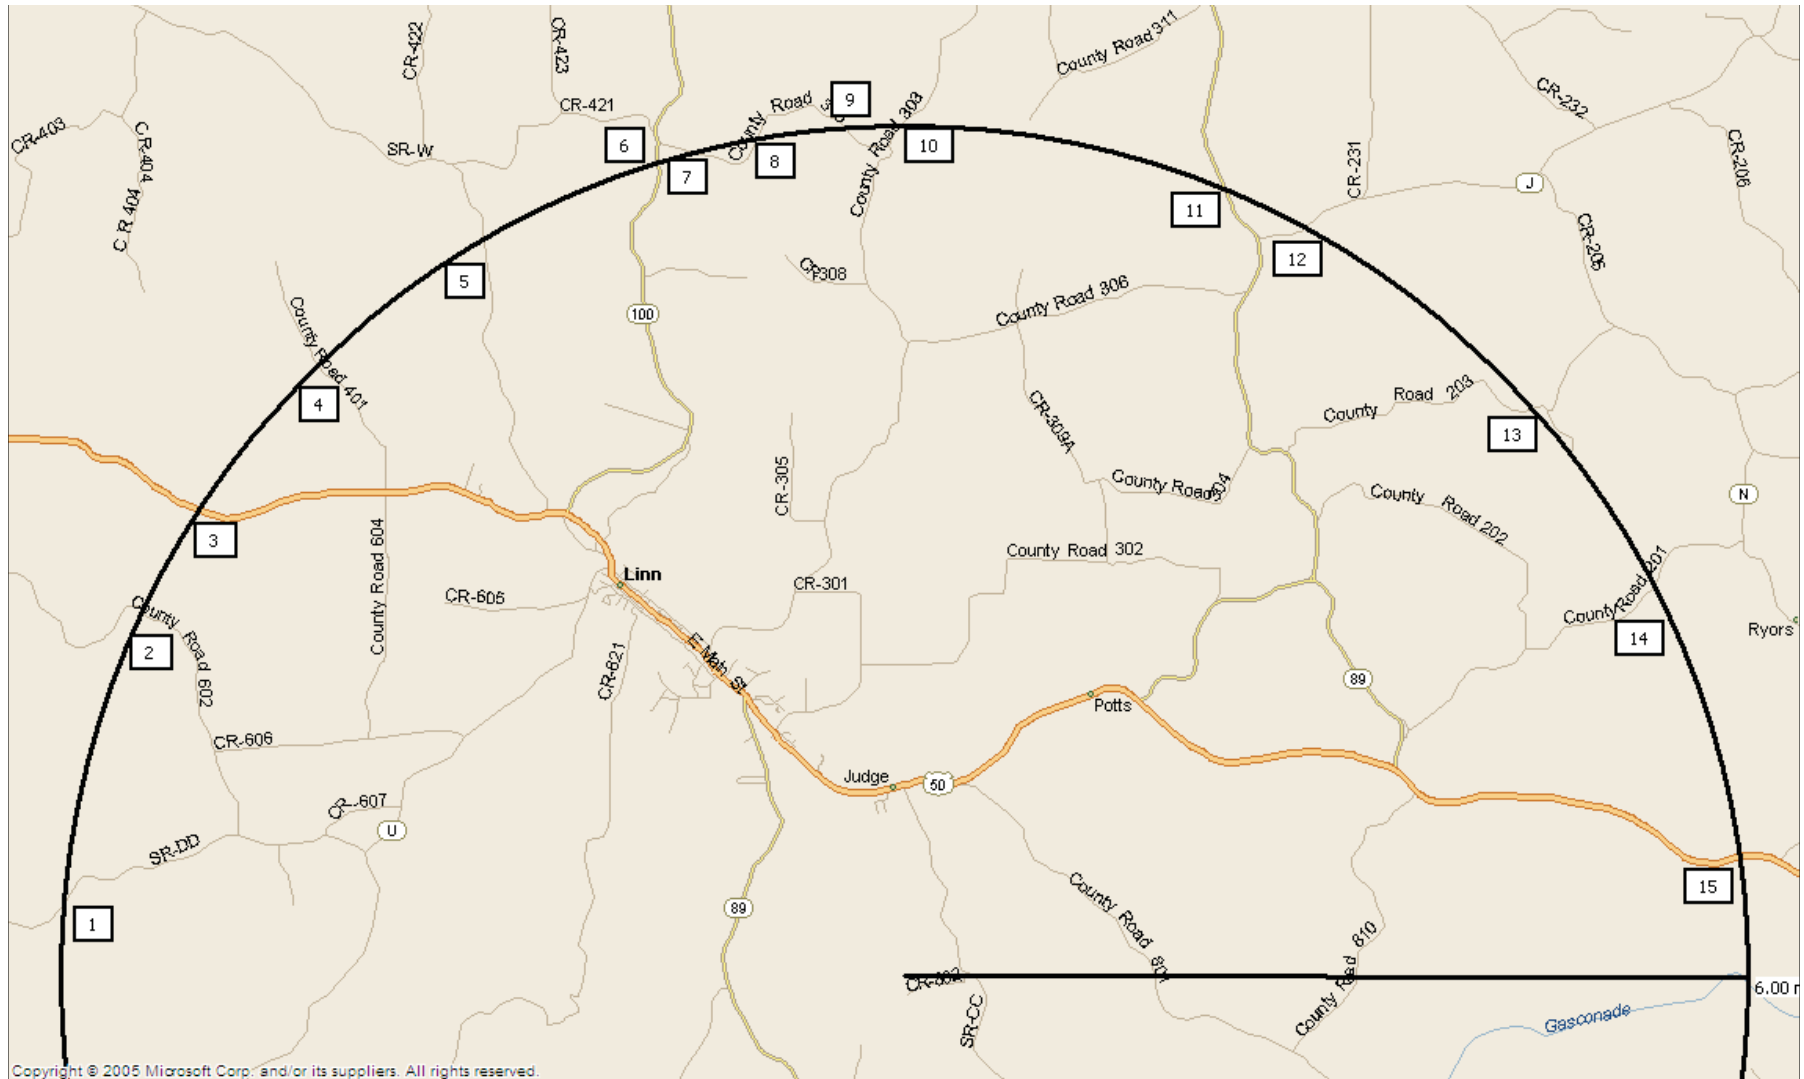 CR-422
CR-423
County Road 311
CR-421
County Road
9
303
CR-232
CR-403
CR-404
C R 404
SR-W
6
7
8
10
County Road
County Road
CR-231
CR-206
J
11
12
CR-206
5
CR-308
County Road 306
100
County Road 401
4
County Road 203
13
CR-309A
County Road 304
CR-305
County Road 202
N
3
County Road 604
County Road 302
Linn
CR-301
CR-605
County Road 201
County Road 602
2
14
Ryors
E Main St
CR-621
89
Potts
CR-606
Judge
50
CR-607
U
SR-DD
15
1
89
County Road
County Road 810
CR-802
6.00 m
SR-CC
Gasconade
Copyright © 2005 Microsoft Corp. and/or its suppliers. All rights reserved.